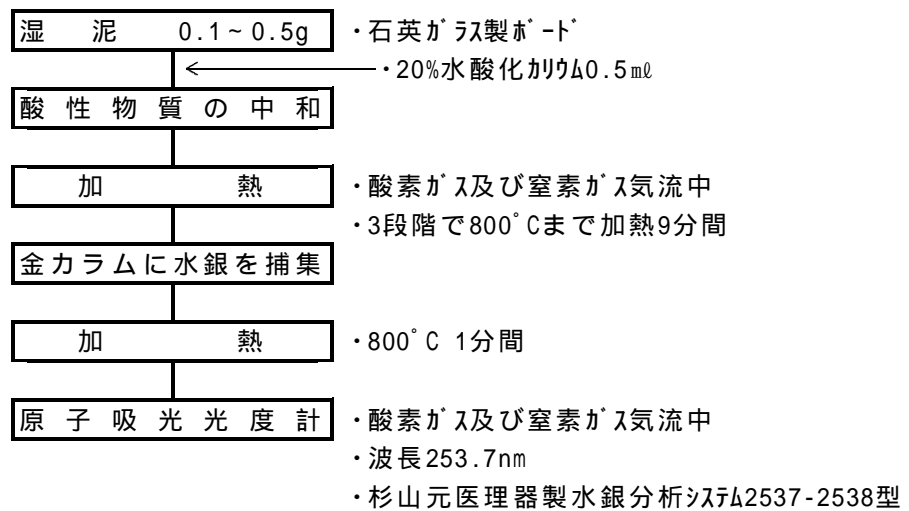 湿泥 0.1~0.5g ・石英ｶﾞﾗｽ製ﾎﾞｰﾄﾞ
・20%水酸化ｶﾘｳﾑ0.5㎖
酸性物質の中和
加熱 ・酸素ｶﾞｽ及び窒素ｶﾞｽ気流中
・3段階で800ﾟCまで加熱9分間
金カラムに水銀を捕集
加熱 ・800ﾟC 1分間
原子吸光光度計 ・酸素ｶﾞｽ及び窒素ｶﾞｽ気流中
・波長253.7nm
・杉山元医理器製水銀分析ｼｽﾃﾑ2537-2538型